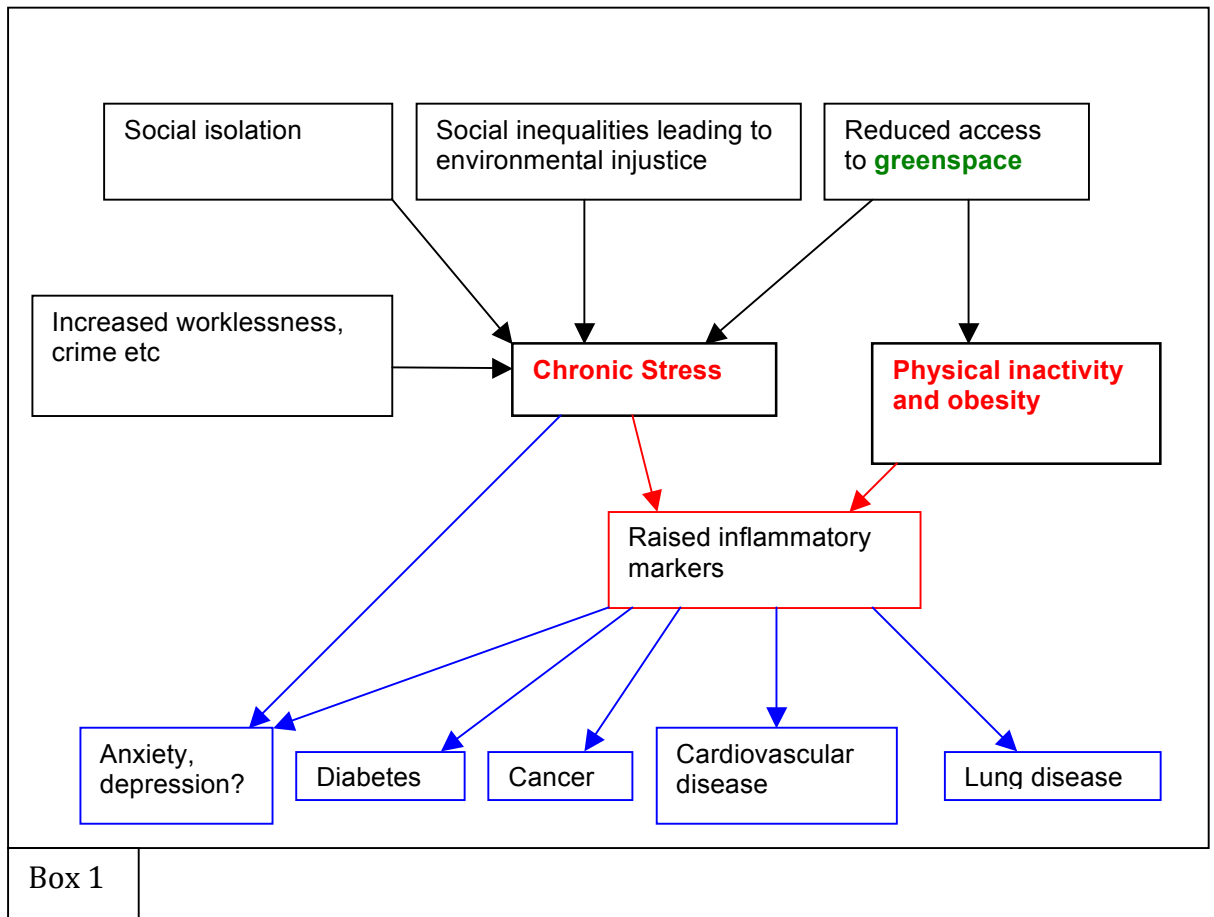 Social isolation
Social inequalities leading to
environmental injustice
Reduced access
to greenspace
Increased worklessness,
crime etc
Chronic Stress
Physical inactivity
and obesity
Raised inflammatory
markers
Anxiety,
depression?
Diabetes
Cancer
Cardiovascular
disease
Lung disease
Box 1